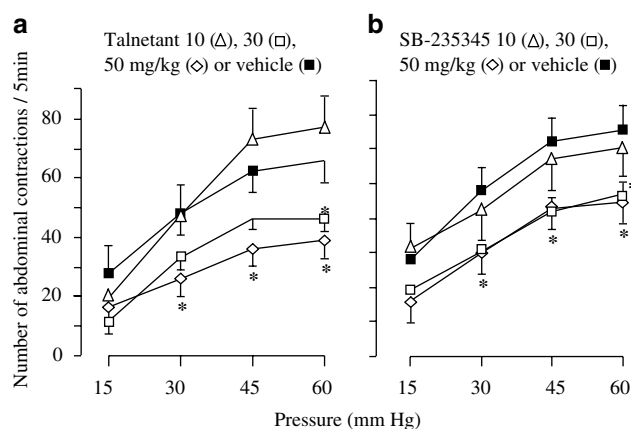 a
Talnetant 10 (△), 30 (□),
50 mg/kg (◇) or vehicle (■)
b
SB-235345 10 (△), 30 (□),
50 mg/kg (◇) or vehicle (■)
Number of abdominal contractions / 5min
80
60
40
20
0
*
*
*
*
*
*
*
*
15 30 45 60
15 30 45 60
Pressure (mm Hg)